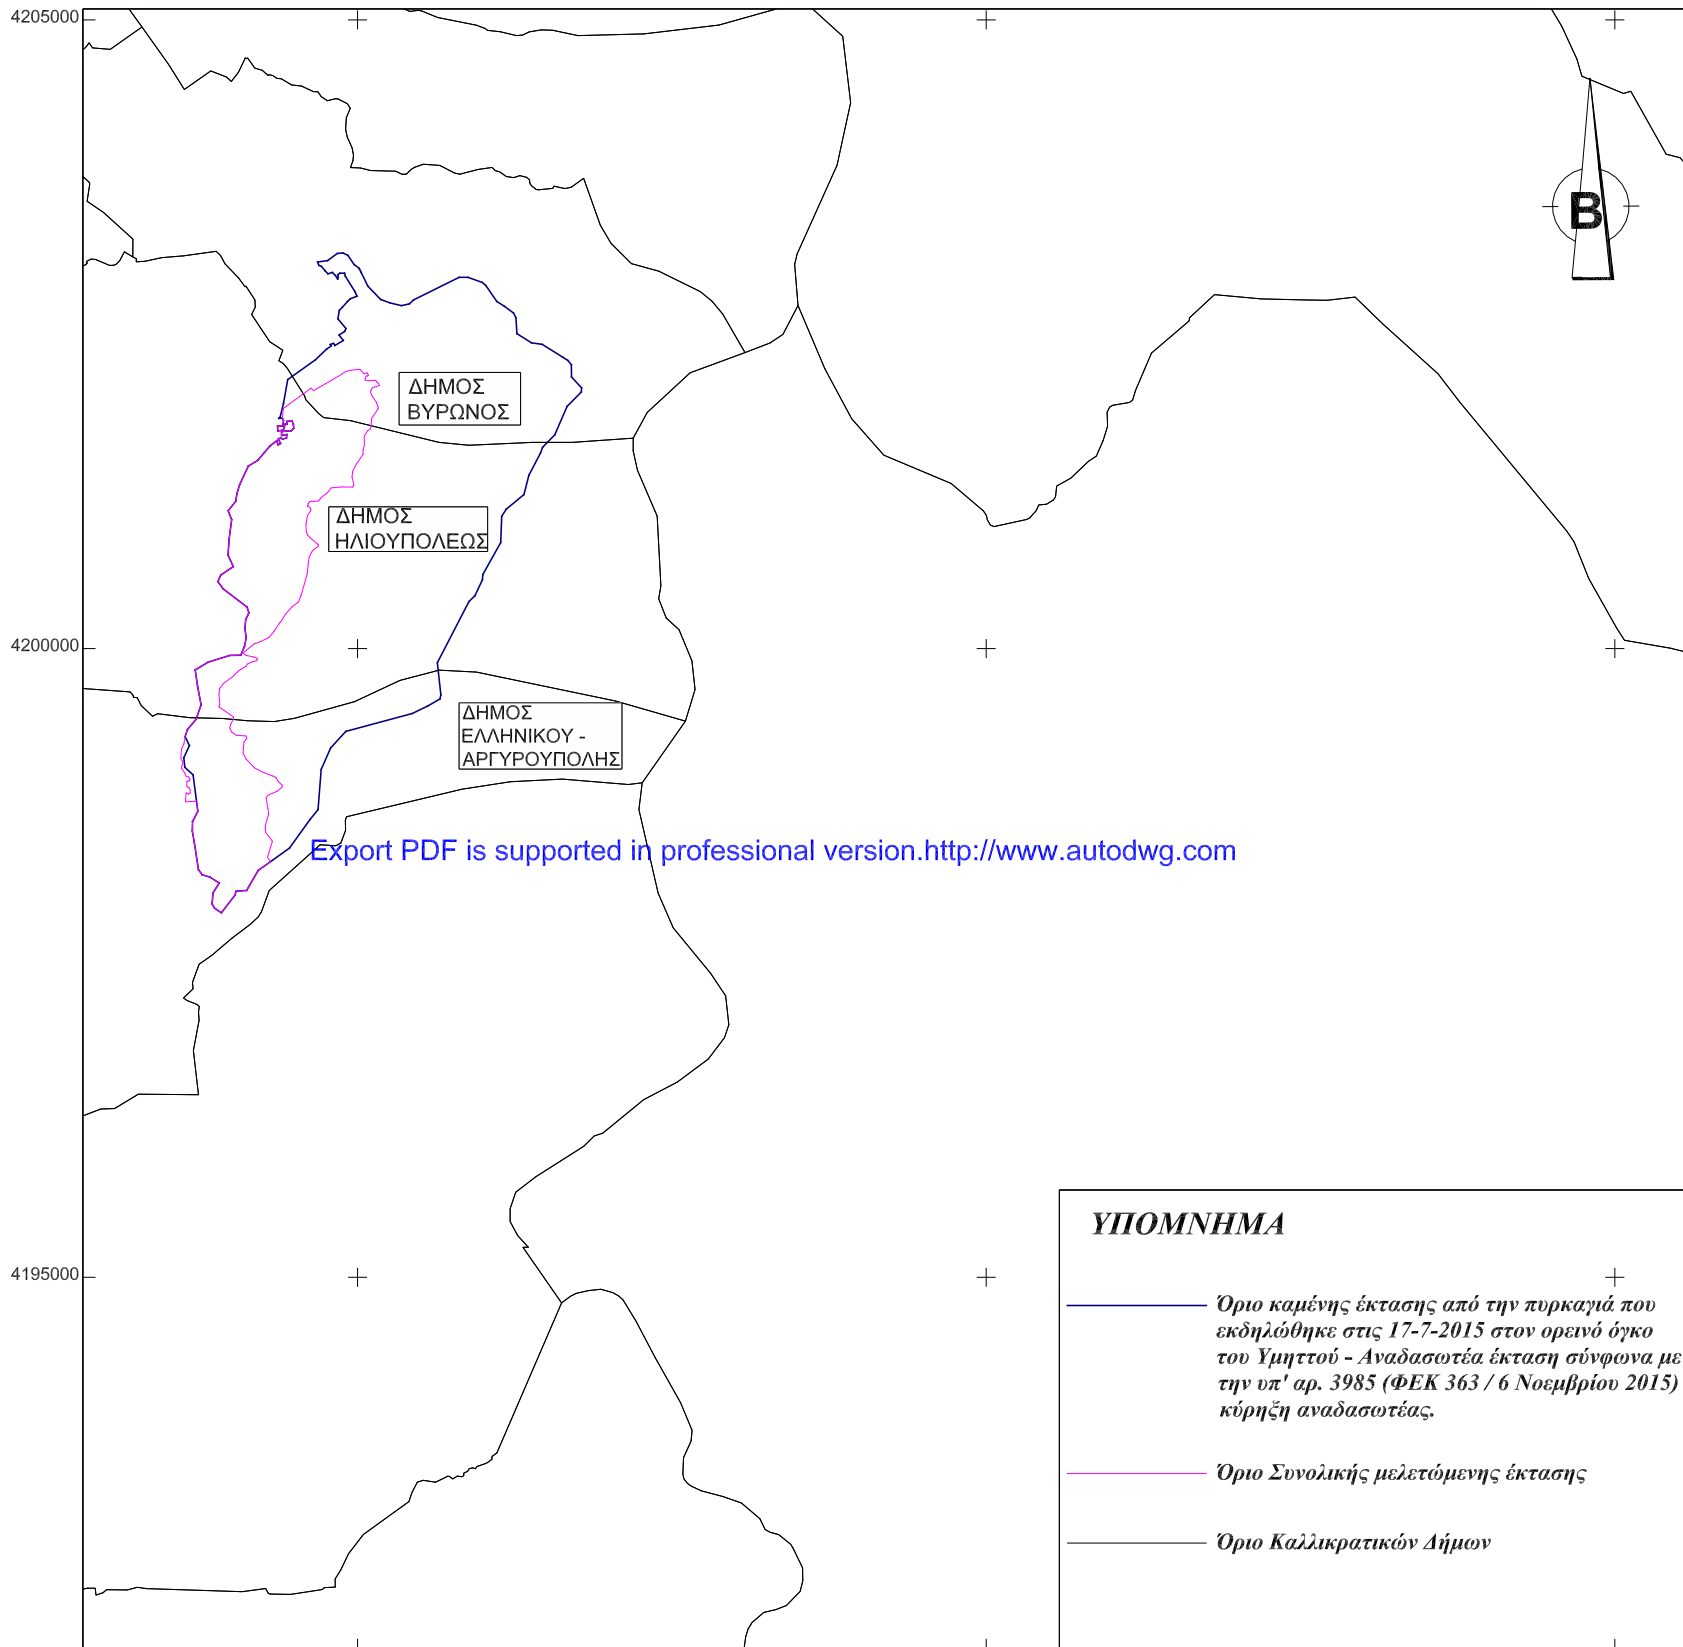 4205000
B
ΔΗΜΟΣ
ΒΥΡΩΝΟΣ
ΔΗΜΟΣ
ΗΛΙΟΥΠΟΛΕΩΣ
4200000
ΔΗΜΟΣ
ΕΛΛΗΝΙΚΟΥ -
ΑΡΓΥΡΟΥΠΟΛΗΣ
Export PDF is supported in professional version.http://www.autodwg.com
4195000
ΥΠΟΜΝΗΜΑ
Όριο καμένης έκτασης από την πυρκαγιά που
εκδηλώθηκε στις 17-7-2015 στον ορεινό όγκο
του Υμηττού - Αναδασωτέα έκταση σύνφωνα με
την υπ' αρ. 3985 (ΦΕΚ 363 / 6 Νοεμβρίου 2015)
κύρηξη αναδασωτέας.
Όριο Συνολικής μελετώμενης έκτασης
Όριο Καλλικρατικών Δήμων